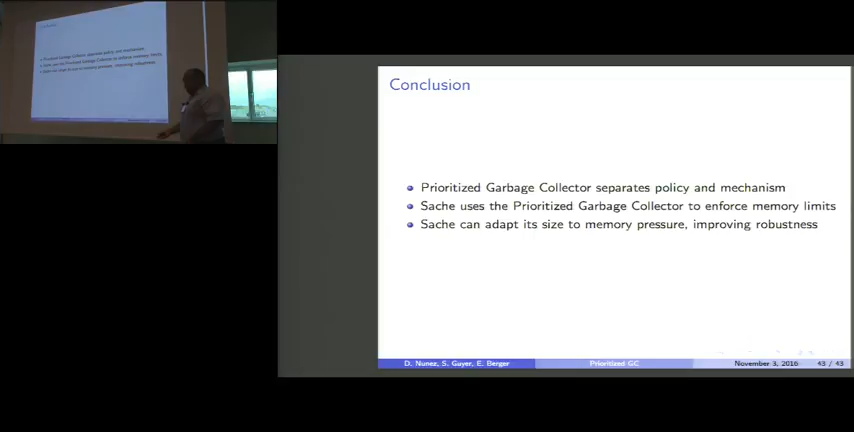 Conclusion
Prioritized Garbage Collector separates policy and mechanism
Sache uses the Prioritized Garbage Collector to enforce memory limits
Sache can adapt its size to memory pressure, improving robustness
D. Nunez, S. Guyer, E. Berger
Prioritized GC
November 3, 2016
43 / 43